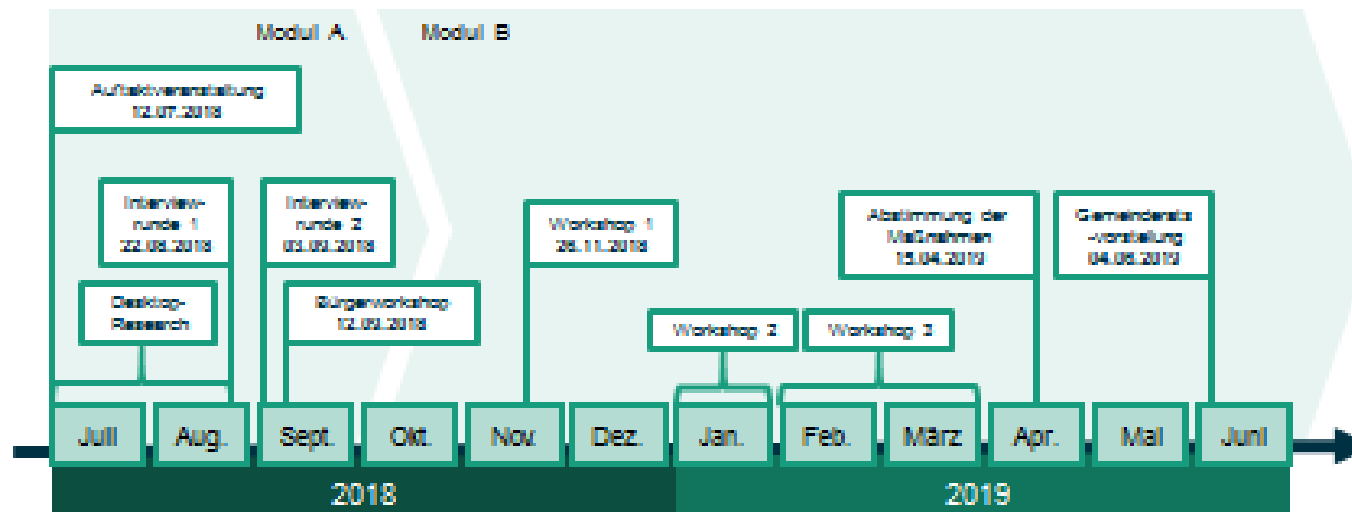 Modul A
Modul B
Auftaktveranstaltung
12.07.2018
Interview-
runde 1
22.08.2018
Interview-
runde 2
03.09.2018
Workshop 1
26.11.2018
Abstimmung der
Maßnahmen
15.04.2019
Gemeinderats
-vorstellung
04.06.2019
Desktop-
Research
Bürgerworkshop
12.09.2018
Workshop 2
Workshop 3
Juli
Aug.
Sept.
Okt.
Nov.
Dez.
Jan.
Feb.
März
Apr.
Mai
Juni
2018
2019